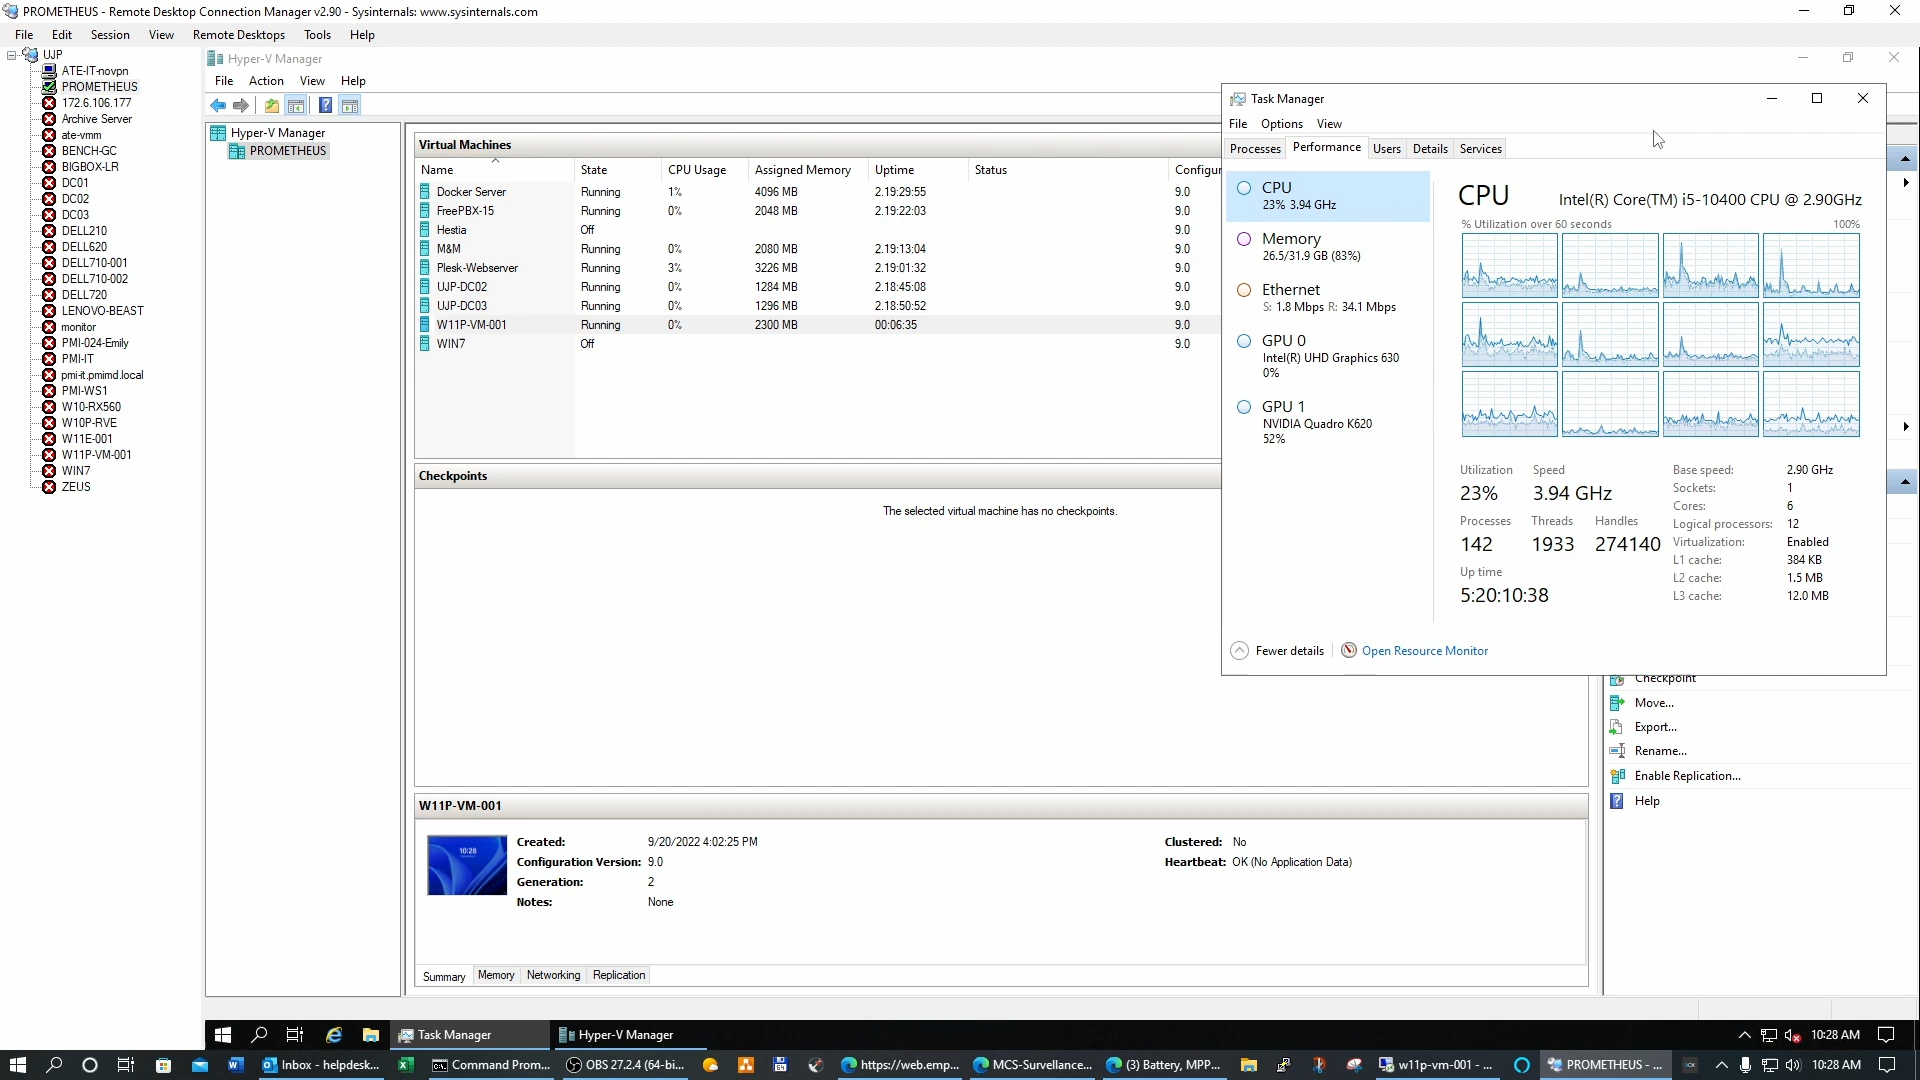 PROMETHEUS - Remote Desktop Connection Manager v2.90 - Sysinternals: www.sysinternals.com
File Edit Session View Remote Desktops Tools Help
UJP
ATE-IT-novpn
PROMETHEUS
172.6.106.177
Archive Server
ate-vmm
BENCH-GC
BIGBOX-LR
DC01
DC02
DC03
DELL210
DELL620
DELL710-001
DELL710-002
DELL720
LENOVO-BEAST
monitor
PMI-024-Emily
PMI-IT
pmi-it.pmimd.local
PMI-WS1
W10-RX560
W10P-RVE
W11E-001
W11P-VM-001
WIN7
ZEUS
Hyper-V Manager
File Action View Help
Hyper-V Manager
PROMETHEUS
Virtual Machines
Name State CPU Usage Assigned Memory Uptime Status Configur
Docker Server Running 1% 4096 MB 2.19:29:55 9.0
FreePBX-15 Running 0% 2048 MB 2.19:22:03 9.0
Hestia Off 9.0
M&M Running 0% 2080 MB 2.19:13:04 9.0
Plesk-Webserver Running 3% 3226 MB 2.19:01:32 9.0
UJP-DC02 Running 0% 1284 MB 2.18:45:08 9.0
UJP-DC03 Running 0% 1296 MB 2.18:50:52 9.0
W11P-VM-001 Running 0% 2300 MB 00:06:35 9.0
WIN7 Off 9.0
Checkpoints
The selected virtual machine has no checkpoints.
W11P-VM-001
10:28
Created: 9/20/2022 4:02:25 PM Clustered: No
Configuration Version: 9.0 Heartbeat: OK (No Application Data)
Generation: 2
Notes: None
Summary Memory Networking Replication
Task Manager
File Options View
Processes Performance Users Details Services
CPU
23% 3.94 GHz
Memory
26.5/31.9 GB (83%)
Ethernet
S: 1.8 Mbps R: 34.1 Mbps
GPU 0
Intel(R) UHD Graphics 630
0%
GPU 1
NVIDIA Quadro K620
52%
CPU Intel(R) Core(TM) i5-10400 CPU @ 2.90GHz
% Utilization over 60 seconds 100%
Utilization Speed
23% 3.94 GHz
Processes Threads Handles
142 1933 274140
Up time
5:20:10:38
Base speed: 2.90 GHz
Sockets: 1
Cores: 6
Logical processors: 12
Virtualization: Enabled
L1 cache: 384 KB
L2 cache: 1.5 MB
L3 cache: 12.0 MB
Fewer details Open Resource Monitor
Checkpoint
Move...
Export...
Rename...
Enable Replication...
Help
Task Manager Hyper-V Manager 10:28 AM
Inbox - helpdesk... Command Prom... OBS 27.2.4 (64-bi... https://web.emp... MCS-Survellance... (3) Battery, MPP... w11p-vm-001 - ... PROMETHEUS - ... 10:28 AM